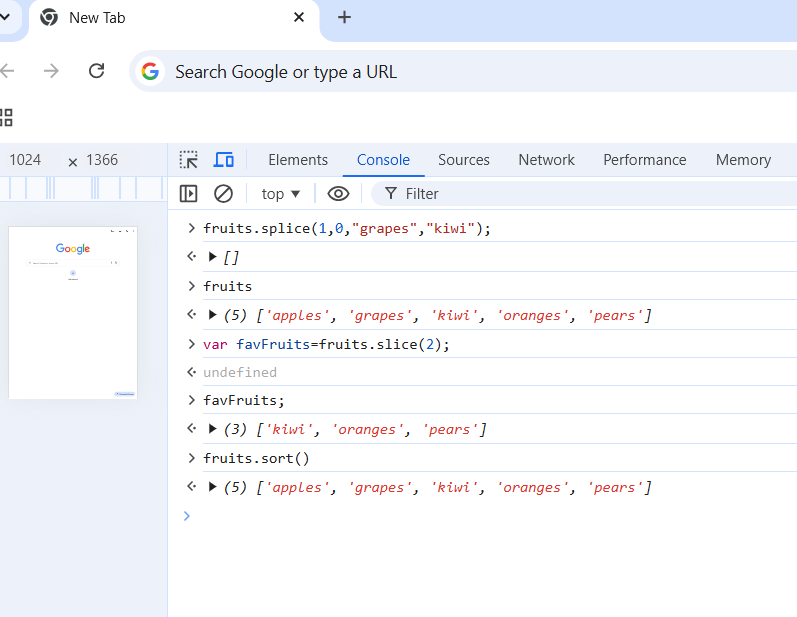 New Tab
Search Google or type a URL
1024 × 1366
Elements Console Sources Network Performance Memory
top Filter
fruits.splice(1,0,"grapes","kiwi");
[]
fruits
(5) ['apples', 'grapes', 'kiwi', 'oranges', 'pears']
var favFruits=fruits.slice(2);
undefined
favFruits;
(3) ['kiwi', 'oranges', 'pears']
fruits.sort()
(5) ['apples', 'grapes', 'kiwi', 'oranges', 'pears']
Google